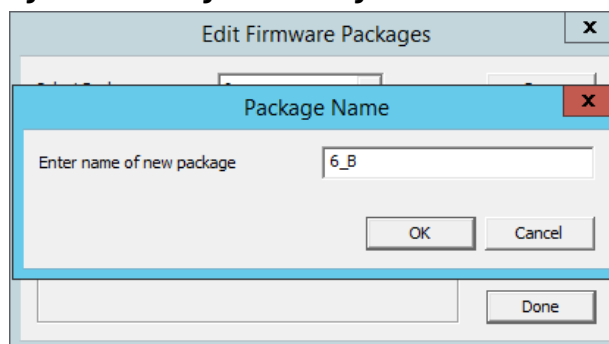 Edit Firmware Packages
x
Package Name
x
Enter name of new package
6_B
OK
Cancel
Done